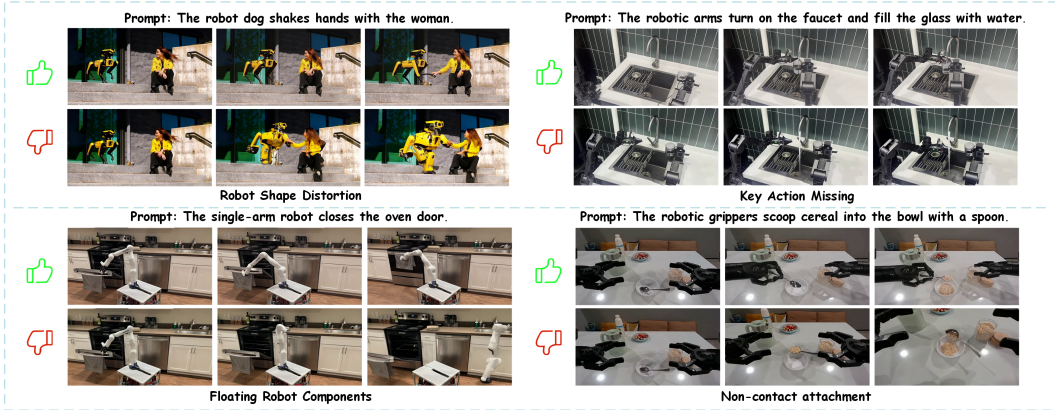 Prompt: The robot dog shakes hands with the woman.
Robot Shape Distortion
Prompt: The robotic arms turn on the faucet and fill the glass with water.
Key Action Missing
Prompt: The single-arm robot closes the oven door.
Floating Robot Components
Prompt: The robotic grippers scoop cereal into the bowl with a spoon.
Non-contact attachment